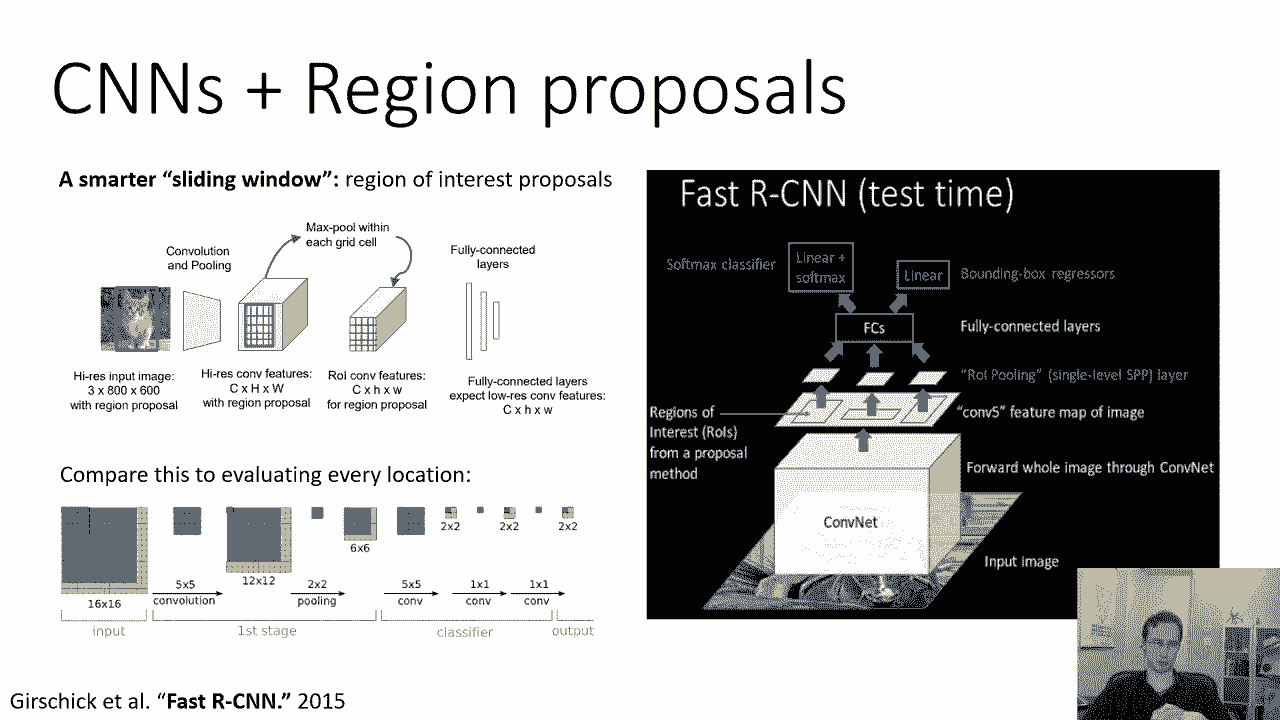 CNNs + Region proposals
A smarter “sliding window”: region of interest proposals
Max-pool within
each grid cell
Convolution
and Pooling
Fully-connected
layers
Hi-res input image:
3 x 800 x 600
with region proposal
Hi-res conv features:
C x H x W
with region proposal
RoI conv features:
C x h x w
for region proposal
Fully-connected layers
expect low-res conv features:
C x h x w
Compare this to evaluating every location:
16x16
5x5
convolution
12x12
2x2
pooling
6x6
5x5
conv
2x2
1x1
conv
2x2
1x1
conv
2x2
input
1st stage
classifier
output
Fast R-CNN (test time)
Softmax classifier
Linear +
softmax
Linear
Bounding-box regressors
FCs
Fully-connected layers
“RoI Pooling” (single-level SPP) layer
Regions of
Interest (RoIs)
from a proposal
method
“conv5” feature map of image
Forward whole image through ConvNet
ConvNet
Input image
Girschick et al. “Fast R-CNN.” 2015